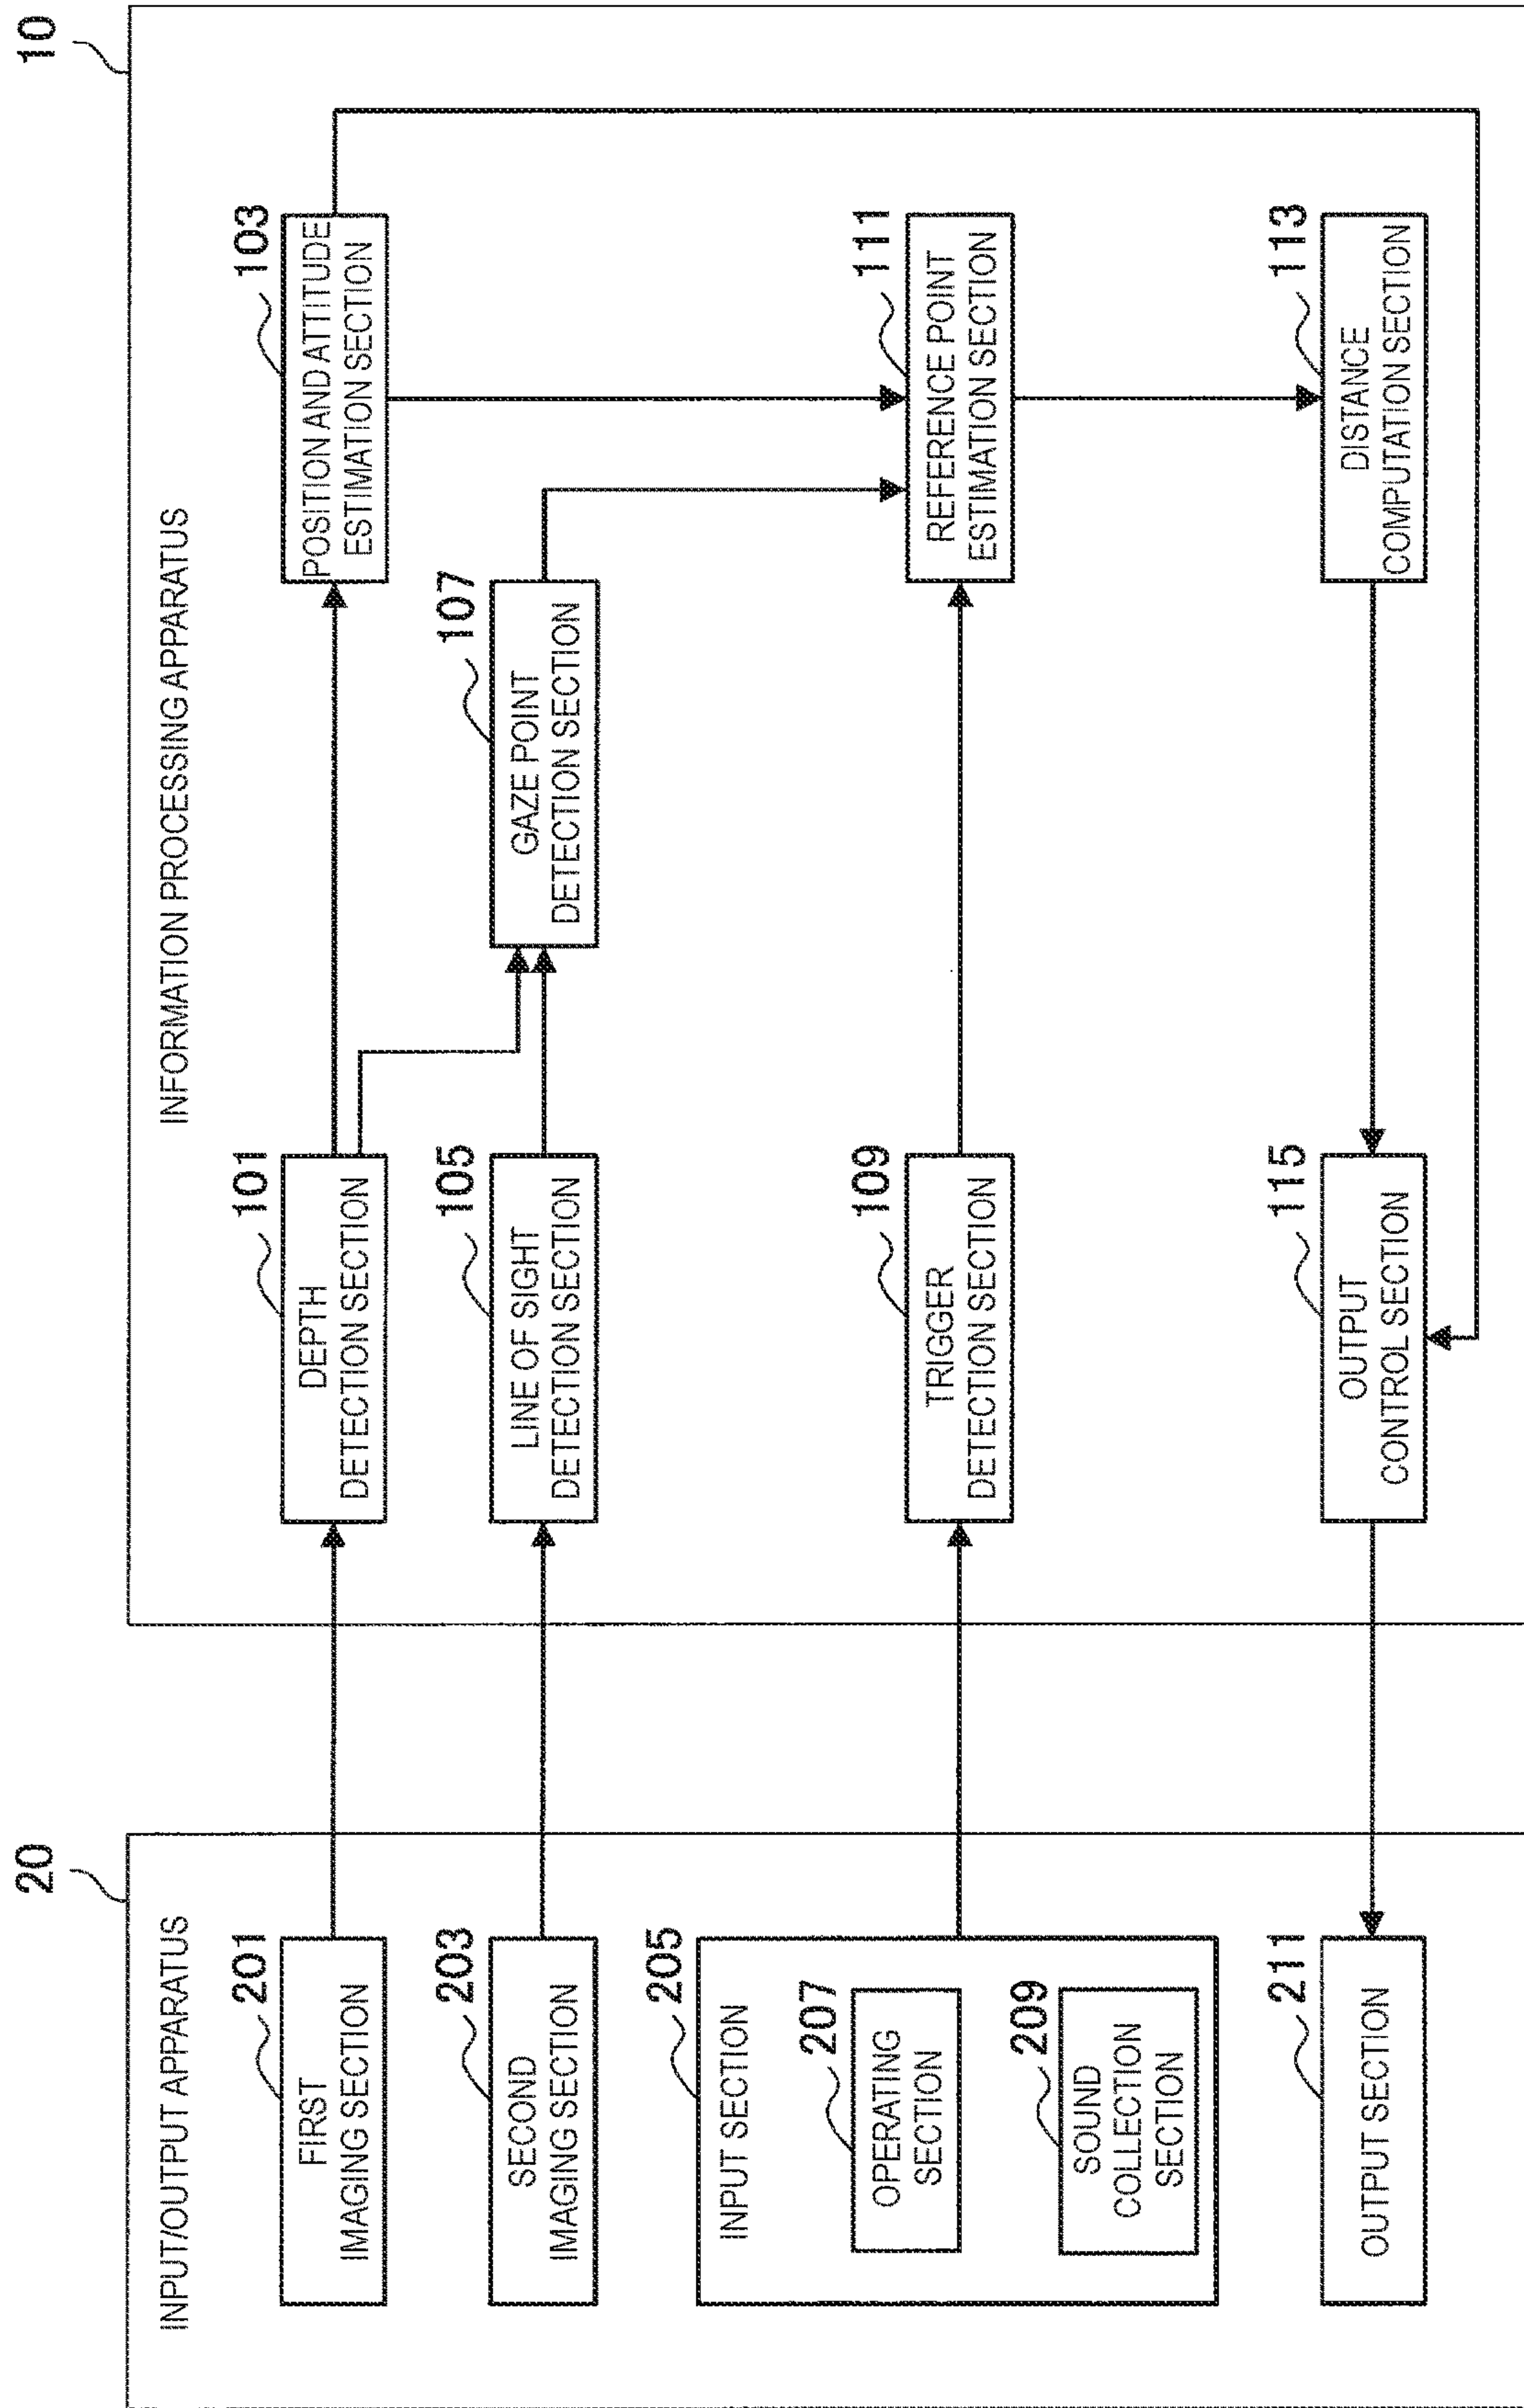 20
INPUT/OUTPUT APPARATUS
201
FIRST
IMAGING SECTION
203
SECOND
IMAGING SECTION
205
INPUT SECTION
207
OPERATING
SECTION
209
SOUND
COLLECTION
SECTION
211
OUTPUT SECTION
10
INFORMATION PROCESSING APPARATUS
101
DEPTH
DETECTION SECTION
103
POSITION AND ATTITUDE
ESTIMATION SECTION
105
LINE OF SIGHT
DETECTION SECTION
107
GAZE POINT
DETECTION SECTION
109
TRIGGER
DETECTION SECTION
111
REFERENCE POINT
ESTIMATION SECTION
115
OUTPUT
CONTROL SECTION
113
DISTANCE
COMPUTATION SECTION